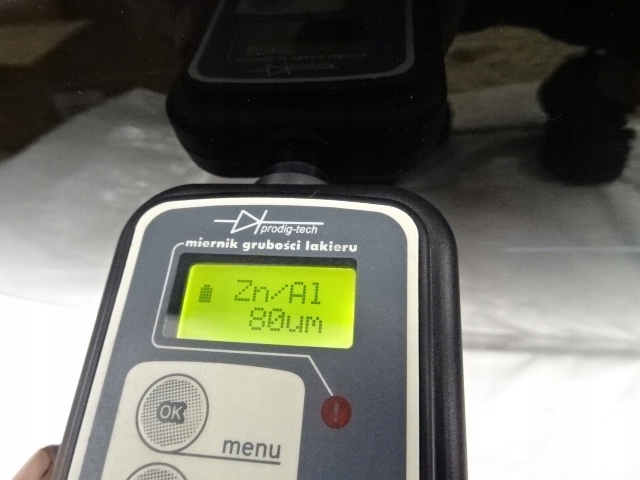 prodig-tech
miernik grubości lakieru
Zn/Al
80um
!
OK
menu